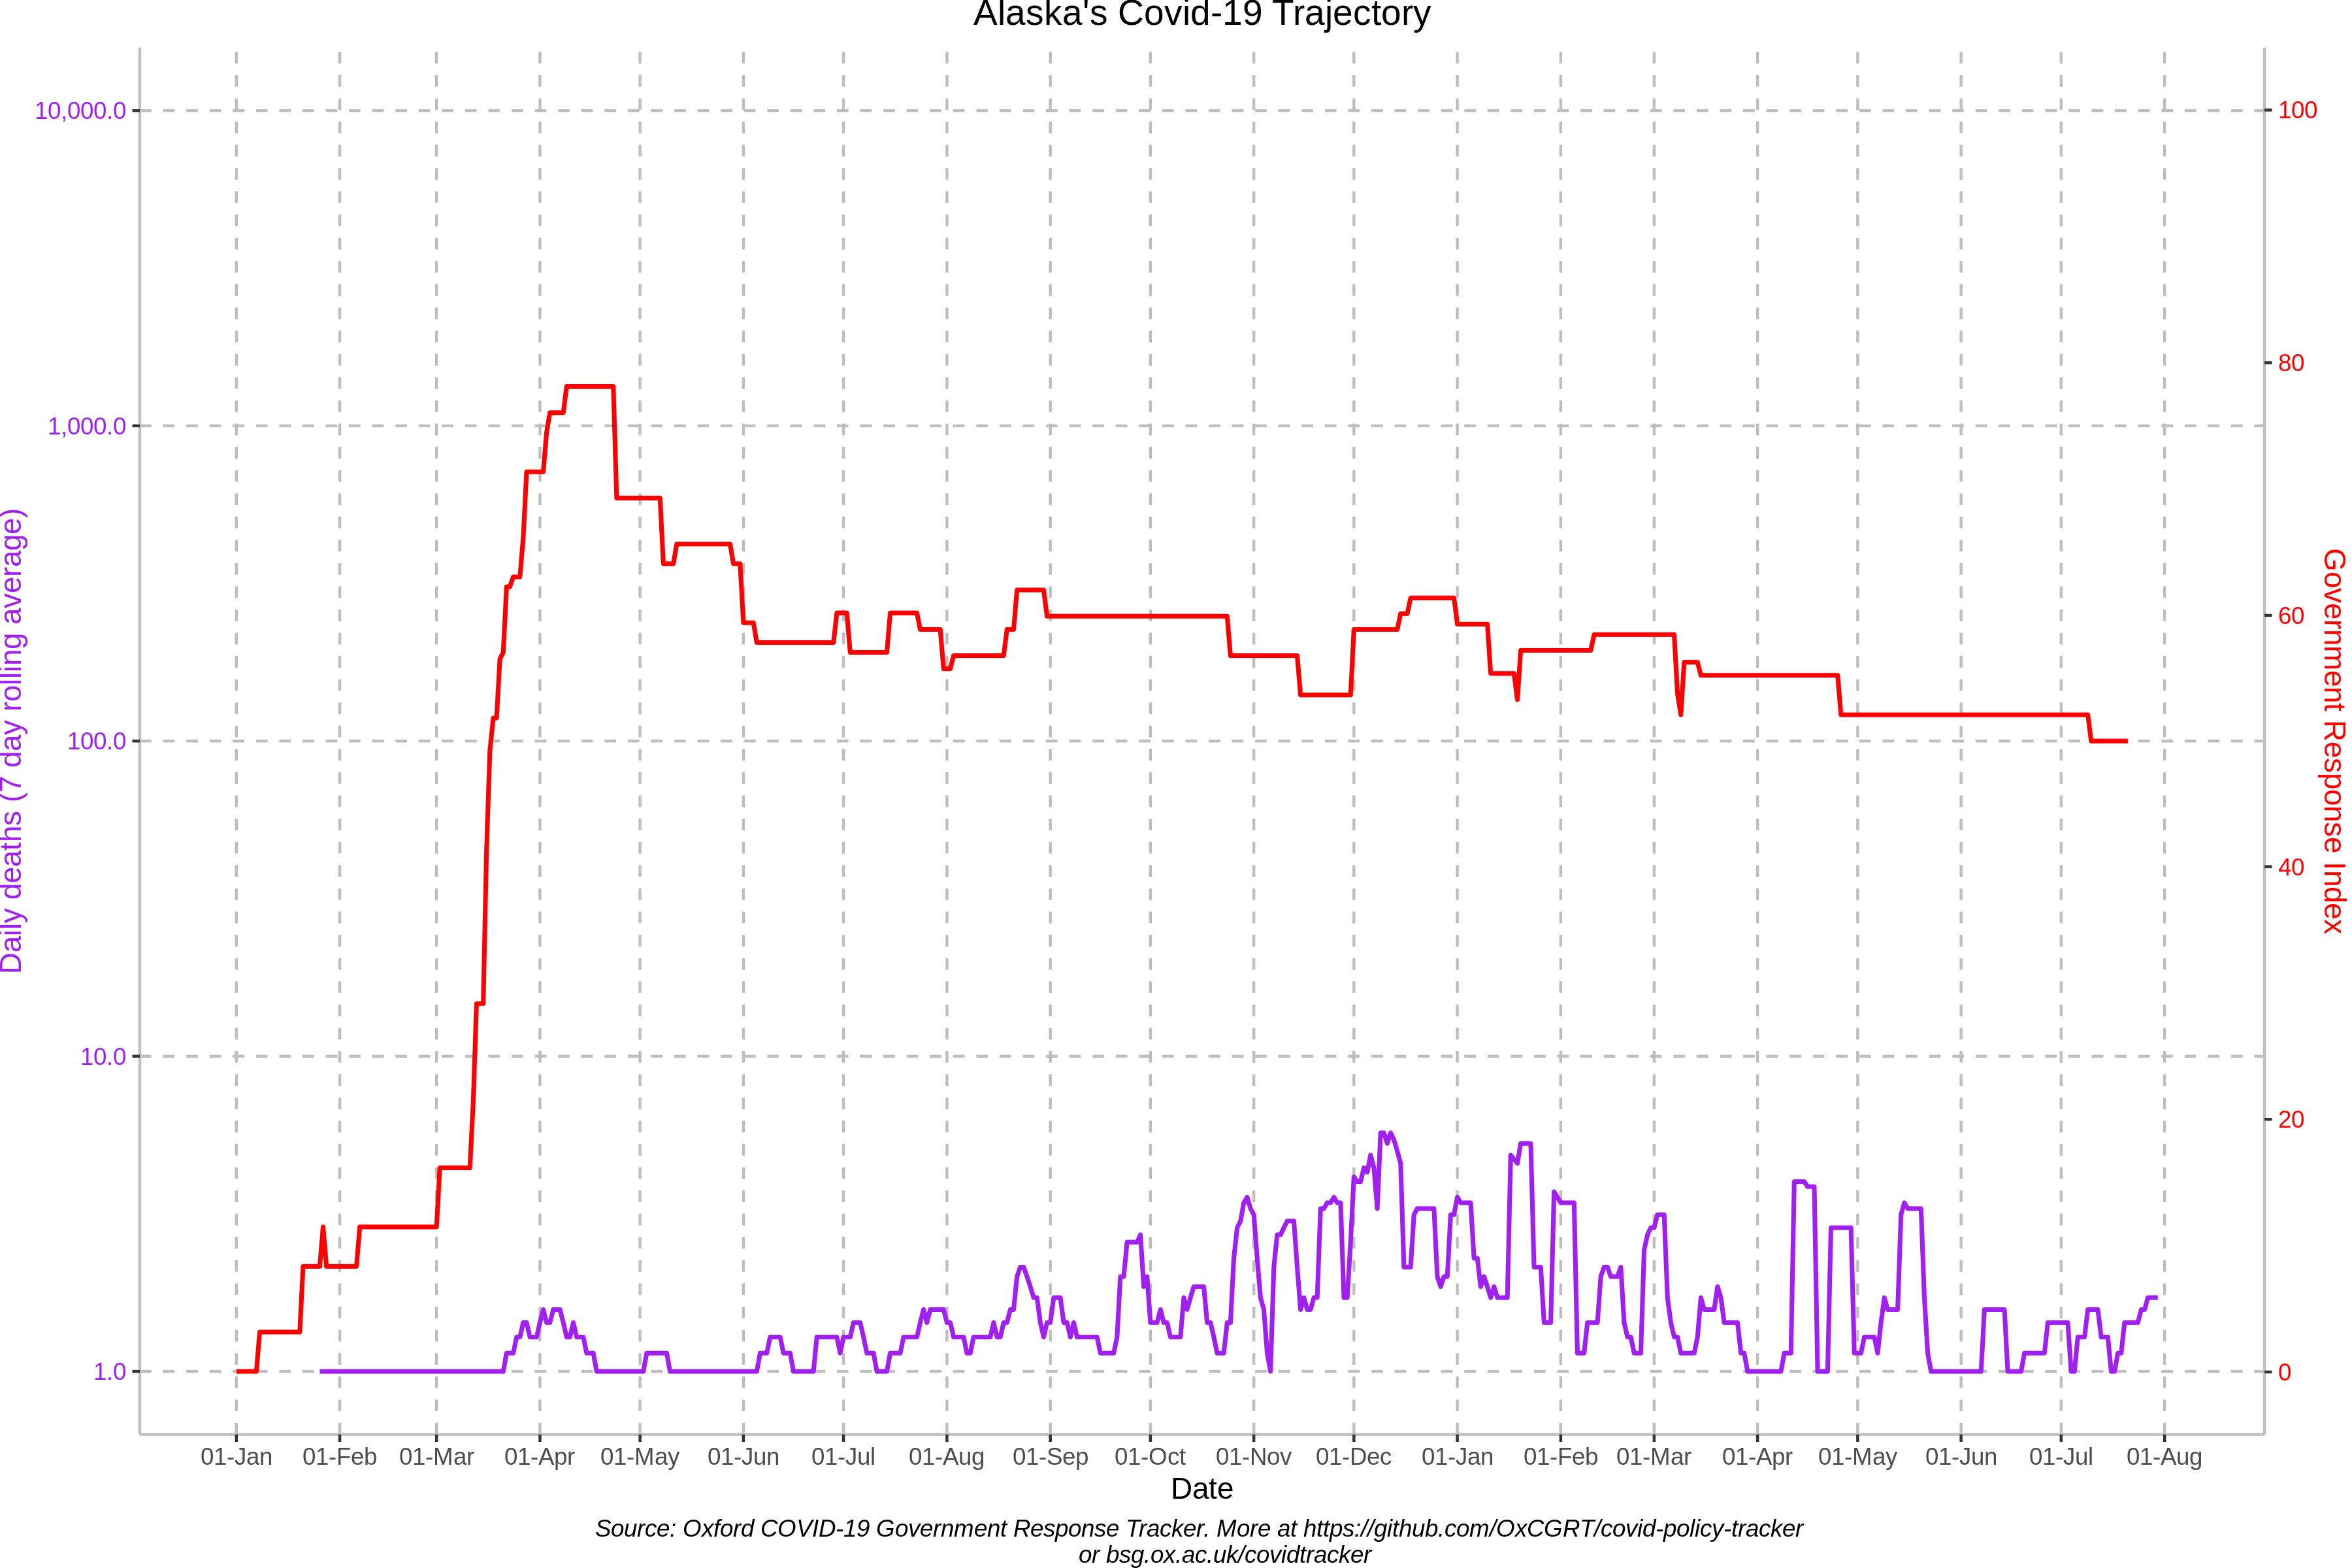 Alaska's Covid-19 Trajectory
10,000.0
1,000.0
100.0
10.0
1.0
Daily deaths (7 day rolling average)
100
80
60
40
20
0
Government Response Index
01-Jan 01-Feb 01-Mar 01-Apr 01-May 01-Jun 01-Jul 01-Aug 01-Sep 01-Oct 01-Nov 01-Dec 01-Jan 01-Feb 01-Mar 01-Apr 01-May 01-Jun 01-Jul 01-Aug
Date
Source: Oxford COVID-19 Government Response Tracker. More at https://github.com/OxCGRT/covid-policy-tracker
or bsg.ox.ac.uk/covidtracker